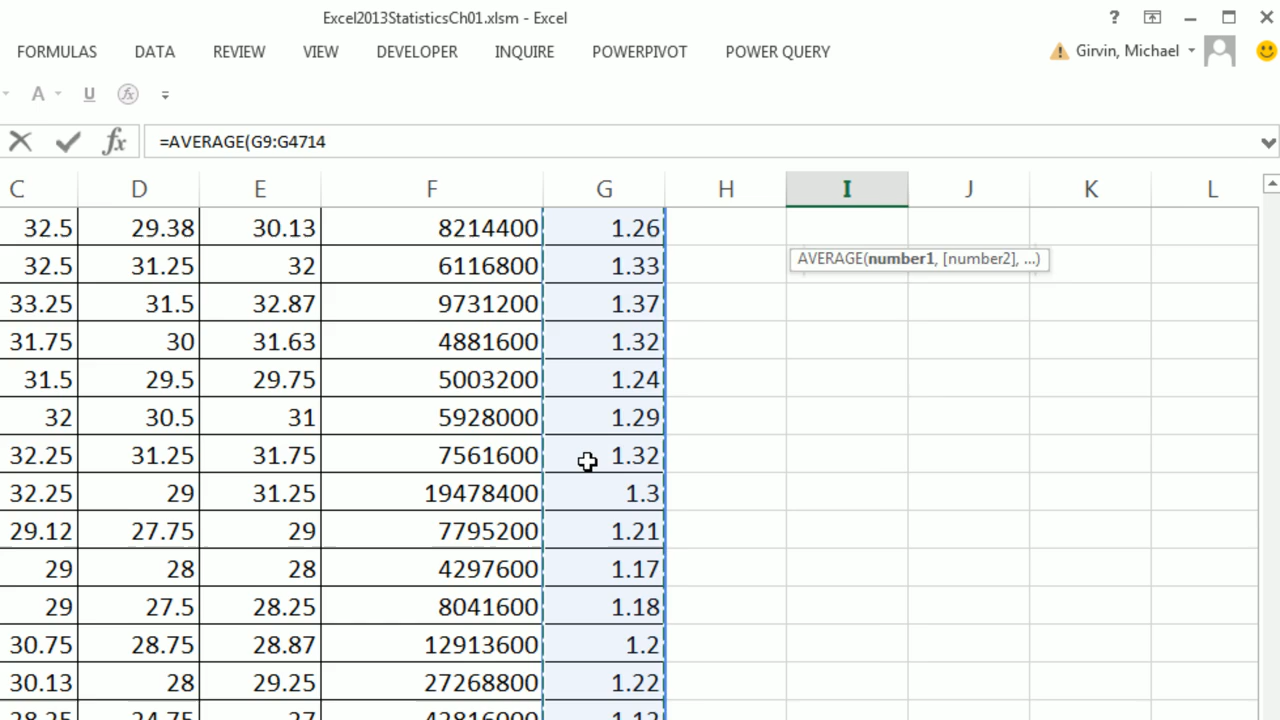 Excel2013StatisticsCh01.xlsm - Excel ?
FORMULAS DATA REVIEW VIEW DEVELOPER INQUIRE POWERPIVOT POWER QUERY Girvin, Michael
A U fx
fx =AVERAGE(G9:G4714
C D E F G H I J K L
32.5 29.38 30.13 8214400 1.26
32.5 31.25 32 6116800 1.33 AVERAGE(number1, [number2], ...)
33.25 31.5 32.87 9731200 1.37
31.75 30 31.63 4881600 1.32
31.5 29.5 29.75 5003200 1.24
32 30.5 31 5928000 1.29
32.25 31.25 31.75 7561600 1.32
32.25 29 31.25 19478400 1.3
29.12 27.75 29 7795200 1.21
29 28 28 4297600 1.17
29 27.5 28.25 8041600 1.18
30.75 28.75 28.87 12913600 1.2
30.13 28 29.25 27268800 1.22
28.25 24.75 27 42816000 1.12